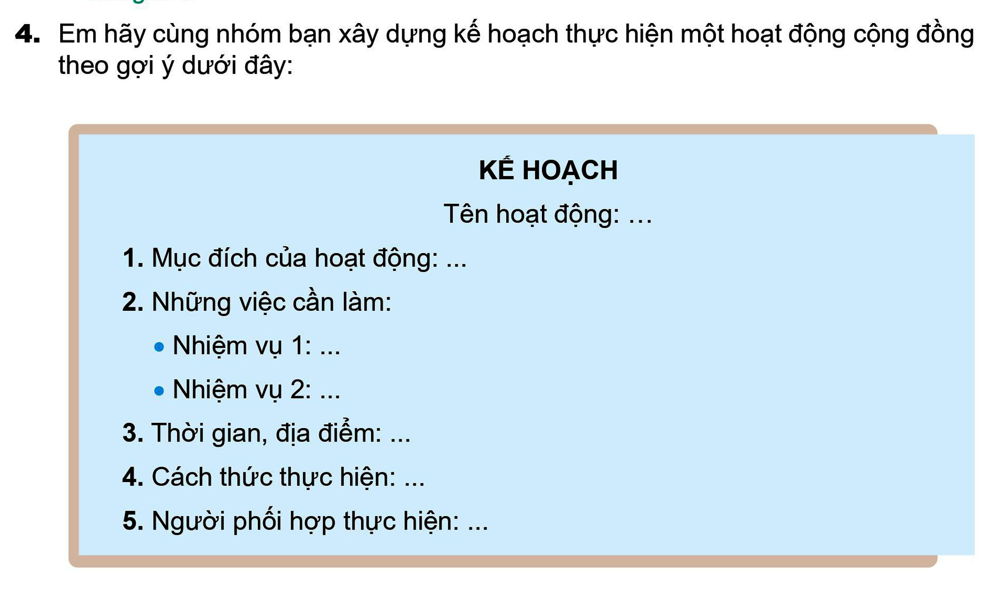 4. Em hãy cùng nhóm bạn xây dựng kế hoạch thực hiện một hoạt động cộng đồng
theo gợi ý dưới đây:
KẾ HOẠCH
Tên hoạt động: ...
1. Mục đích của hoạt động: ...
2. Những việc cần làm:
• Nhiệm vụ 1: ...
• Nhiệm vụ 2: ...
3. Thời gian, địa điểm: ...
4. Cách thức thực hiện: ...
5. Người phối hợp thực hiện: ...